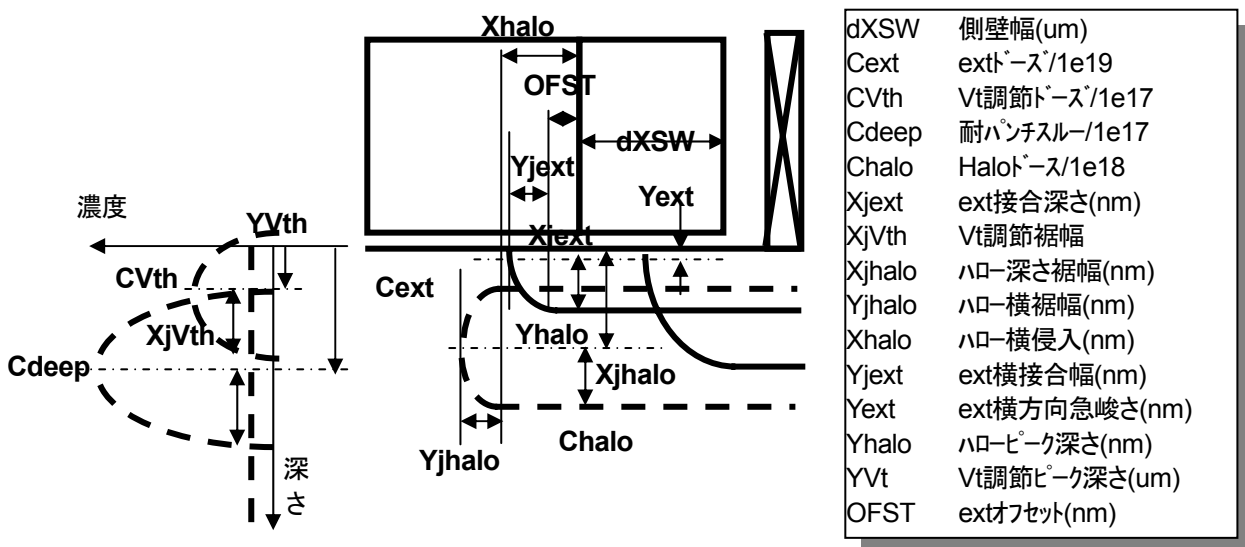 Xhalo
OFST
dXSW
Yjext
Yext
濃度
YVth
Xjext
CVth
Cext
XjVth
Yhalo
Cdeep
Xjhalo
Chalo
Yjhalo
深
さ
dXSW 側壁幅(um)
Cext extﾄﾞｰｽﾞ/1e19
CVth Vt調節ﾄﾞｰｽﾞ/1e17
Cdeep 耐ﾊﾟﾝﾁｽﾙｰ/1e17
Chalo Haloﾄﾞｰｽ/1e18
Xjext ext接合深さ(nm)
XjVth Vt調節裾幅
Xjhalo ﾊﾛｰ深さ裾幅(nm)
Yjhalo ﾊﾛｰ横裾幅(nm)
Xhalo ﾊﾛｰ横侵入(nm)
Yjext ext横接合幅(nm)
Yext ext横方向急峻さ(nm)
Yhalo ﾊﾛｰﾋﾟｰｸ深さ(nm)
YVt Vt調節ﾋﾟｰｸ深さ(um)
OFST extｵﾌｾｯﾄ(nm)